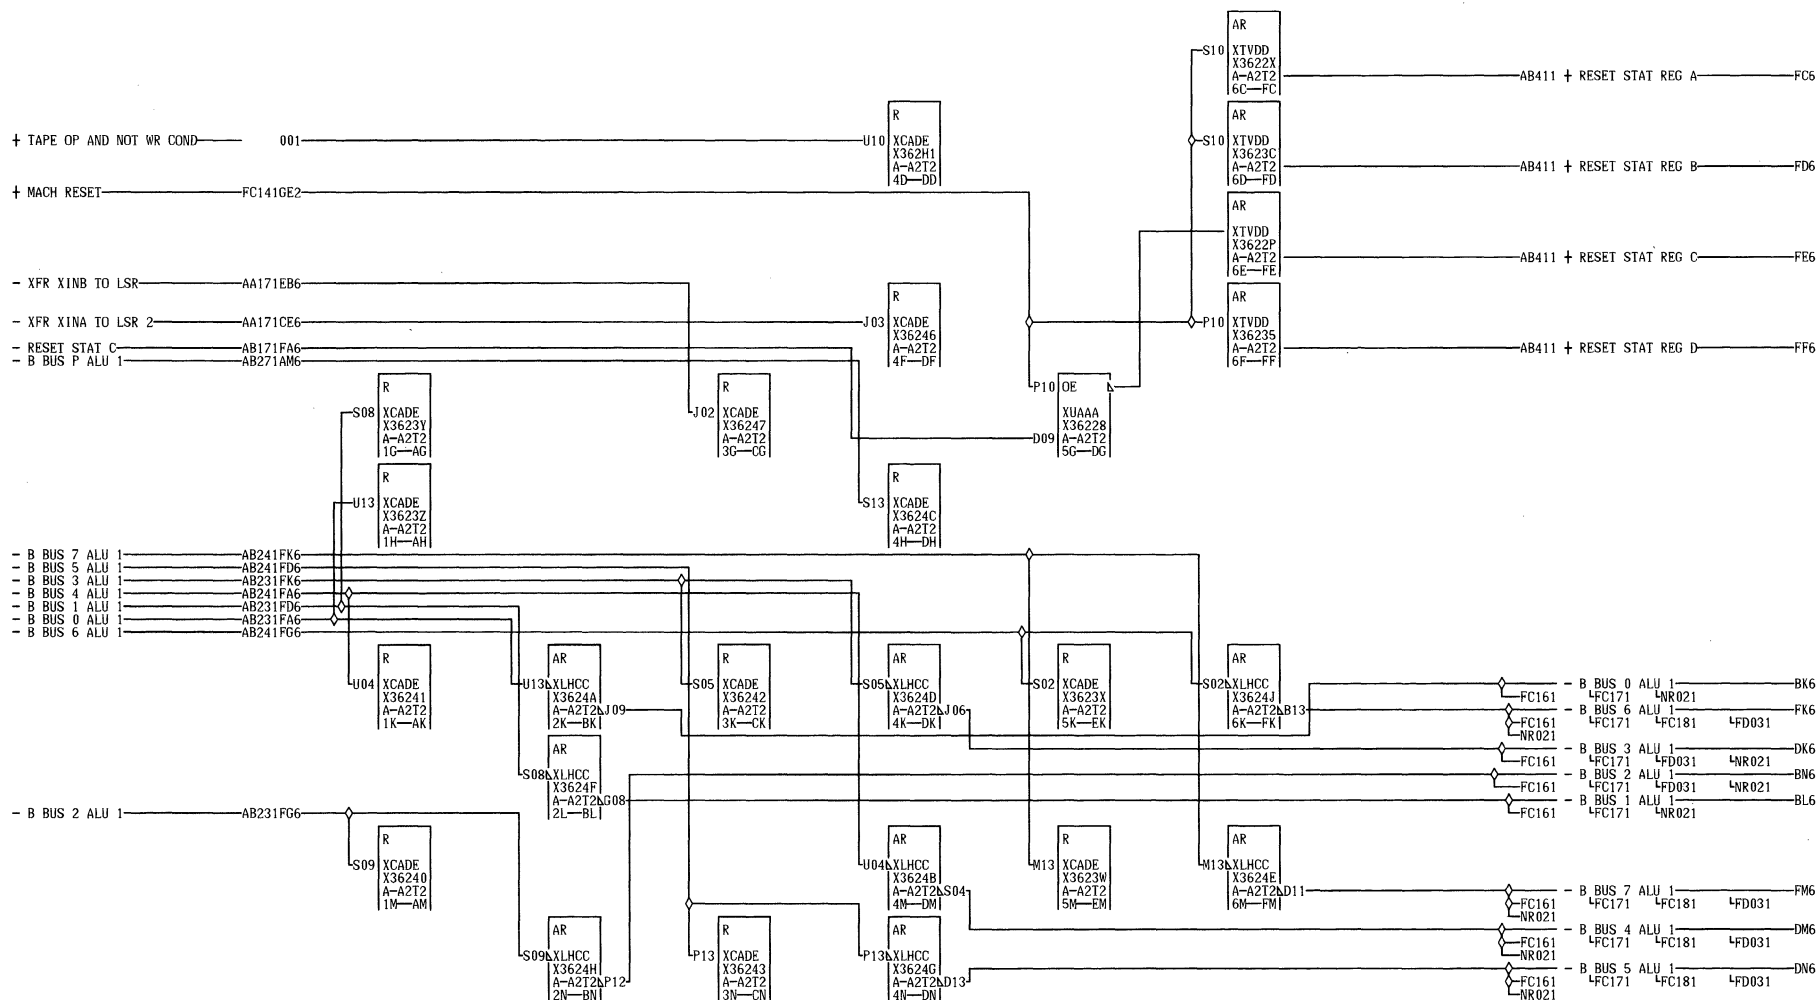 AR
S10 XTVDD
X3622X
A-A2T2 AB411 + RESET STAT REG A FC6
6C—FC
R
AR
+ TAPE OP AND NOT WR COND 001 U10 XCADE
S10 XTVDD
X362H1
X3623C
A-A2T2
A-A2T2 AB411 + RESET STAT REG B FD6
4D—DD
6D—FD
+ MACH RESET FC141GE2
AR
XTVDD
X3622P
A-A2T2 AB411 + RESET STAT REG C FE6
6E—FE
- XFR XINB TO LSR AA171EB6
R
AR
- XFR XINA TO LSR 2 AA171CE6 J03 XCADE
P10 XTVDD
X36246
X36235
- RESET STAT C AB171FA6
A-A2T2
A-A2T2 AB411 + RESET STAT REG D FF6
- B BUS P ALU 1 AB271AM6
4F—DF
6F—FF
R
R
P10 OE
S08 XCADE
J02 XCADE
XUAAA
X3623Y
X36247
X36228
A-A2T2
A-A2T2
D09 A-A2T2
1G—AG
3G—CG
5G—DG
R
R
U13 XCADE
S13 XCADE
X3623Z
X3624C
A-A2T2
A-A2T2
1H—AH
4H—DH
- B BUS 7 ALU 1 AB241FK6
- B BUS 5 ALU 1 AB241FD6
- B BUS 3 ALU 1 AB231FK6
- B BUS 4 ALU 1 AB241FA6
- B BUS 1 ALU 1 AB231FD6
- B BUS 0 ALU 1 AB231FA6
- B BUS 6 ALU 1 AB241FG6
R
AR
R
AR
R
AR
U04 XCADE
U13 XLHCC
S05 XCADE
S05 XLHCC
S02 XCADE
S02 XLHCC
- B BUS 0 ALU 1 BK6
X36241
X3624A
X36242
X3624D
X3623X
X3624J
FC161 FC171 NR021
A-A2T2
A-A2T2 J09
A-A2T2
A-A2T2 J06
A-A2T2
A-A2T2 B13
- B BUS 6 ALU 1 FK6
1K—AK
2K—BK
3K—CK
4K—DK
5K—EK
6K—FK
FC161 FC171 FC181 FD031
NR021
AR
- B BUS 3 ALU 1 DK6
FC161 FC171 FD031 NR021
S08 XLHCC
- B BUS 2 ALU 1 BN6
X3624F
FC161 FC171 FD031 NR021
A-A2T2 G08
- B BUS 1 ALU 1 BL6
2L—BL
FC161 FC171 NR021
- B BUS 2 ALU 1 AB231FG6
R
AR
R
AR
S09 XCADE
U04 XLHCC
M13 XCADE
M13 XLHCC
X36240
X3624B
X3623W
X3624E
A-A2T2
A-A2T2 S04
A-A2T2
A-A2T2 D11
- B BUS 7 ALU 1 FM6
1M—AM
4M—DM
5M—EM
6M—FM
FC161 FC171 FC181 FD031
NR021
AR
R
AR
- B BUS 4 ALU 1 DM6
FC161 FC171 FC181 FD031
NR021
S09 XLHCC
P13 XCADE
P13 XLHCC
X3624H
X36243
X3624G
- B BUS 5 ALU 1 DN6
A-A2T2 P12
A-A2T2
A-A2T2 D13
FC161 FC171 FC181 FD031
2N—BN
3N—CN
4N—DN
NR021